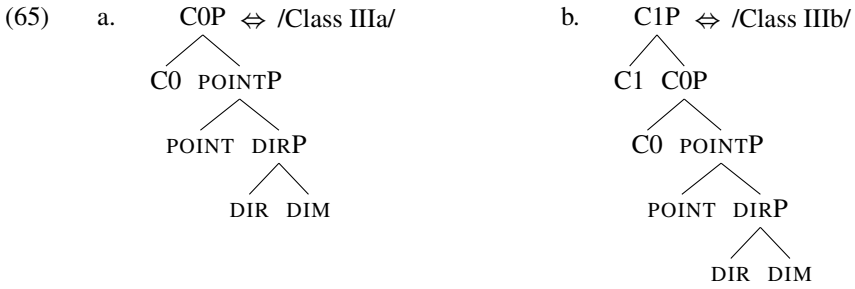 (65) a. C0P ⇔ /Class IIIa/ b. C1P ⇔ /Class IIIb/
C0 POINTP C1 C0P
POINT DIRP C0 POINTP
DIR DIM POINT DIRP
DIR DIM